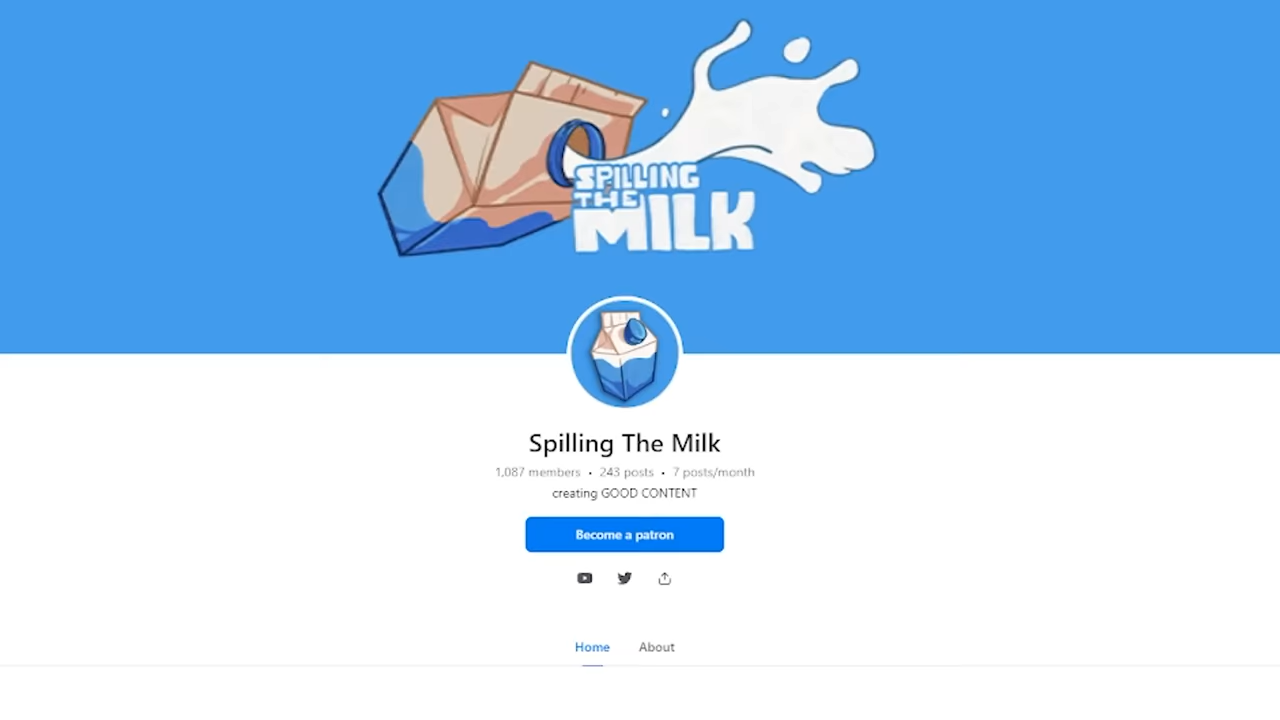 SPILLING
THE
MILK
Spilling The Milk
1,087 members • 243 posts • 7 posts/month
creating GOOD CONTENT
Become a patron
Home About